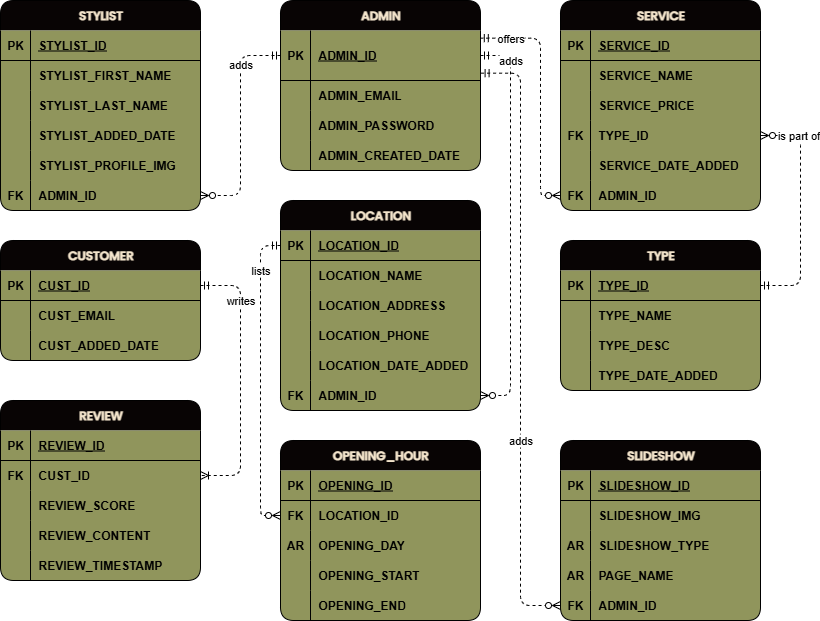 STYLIST
PK STYLIST_ID
STYLIST_FIRST_NAME
STYLIST_LAST_NAME
STYLIST_ADDED_DATE
STYLIST_PROFILE_IMG
FK ADMIN_ID
adds
ADMIN
PK ADMIN_ID
ADMIN_EMAIL
ADMIN_PASSWORD
ADMIN_CREATED_DATE
offers
adds
SERVICE
PK SERVICE_ID
SERVICE_NAME
SERVICE_PRICE
FK TYPE_ID
SERVICE_DATE_ADDED
FK ADMIN_ID
is part of
CUSTOMER
PK CUST_ID
CUST_EMAIL
CUST_ADDED_DATE
writes
lists
LOCATION
PK LOCATION_ID
LOCATION_NAME
LOCATION_ADDRESS
LOCATION_PHONE
LOCATION_DATE_ADDED
FK ADMIN_ID
TYPE
PK TYPE_ID
TYPE_NAME
TYPE_DESC
TYPE_DATE_ADDED
REVIEW
PK REVIEW_ID
FK CUST_ID
REVIEW_SCORE
REVIEW_CONTENT
REVIEW_TIMESTAMP
OPENING_HOUR
PK OPENING_ID
FK LOCATION_ID
AR OPENING_DAY
OPENING_START
OPENING_END
adds
SLIDESHOW
PK SLIDESHOW_ID
SLIDESHOW_IMG
AR SLIDESHOW_TYPE
AR PAGE_NAME
FK ADMIN_ID